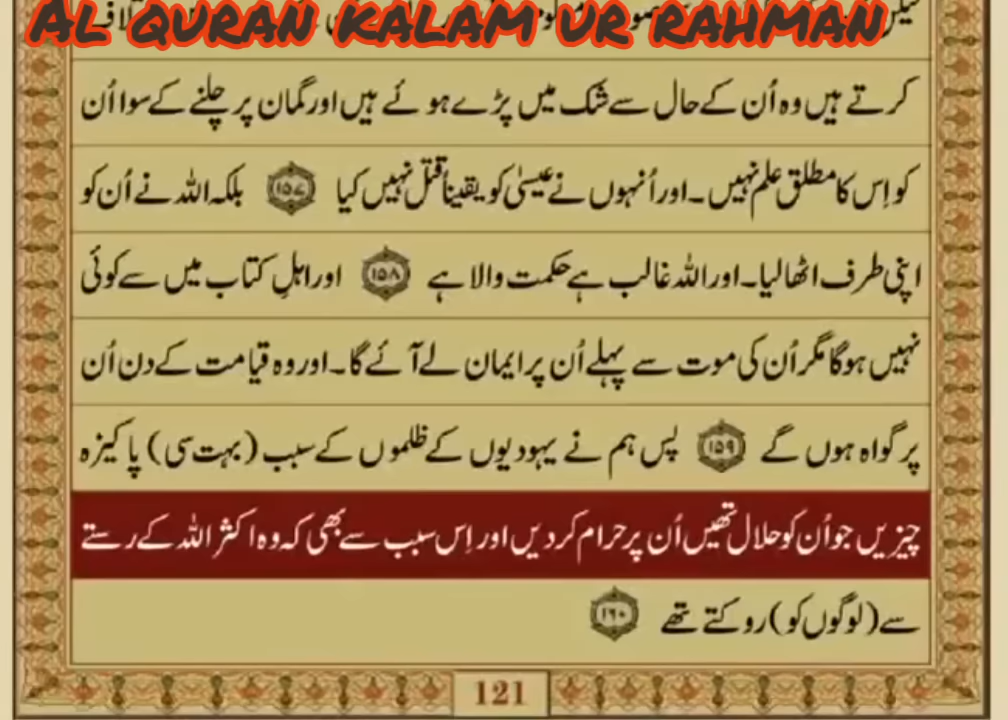 AL QURAN KALAM UR RAHMAN
کرتے ہیں وہ اُن کے حال سے شک میں پڑے ہوئے ہیں اور گمان پر چلنے کے سوا اُن
کو اِس کا مطلق علم نہیں۔ اور اُنہوں نے عیسیٰ کو یقیناً قتل نہیں کیا ﴿۱۵۷﴾ بلکہ اللہ نے اُن کو
اپنی طرف اٹھا لیا۔ اور اللہ غالب ہے حکمت والا ہے ﴿۱۵۸﴾ اور اہلِ کتاب میں سے کوئی
نہیں ہوگا مگر اُن کی موت سے پہلے اُن پر ایمان لے آئے گا۔ اور وہ قیامت کے دن اُن
پر گواہ ہوں گے ﴿۱۵۹﴾ پس ہم نے یہودیوں کے ظلموں کے سبب (بہت سی) پاکیزہ
چیزیں جو اُن کو حلال تھیں اُن پر حرام کر دیں اور اِس سبب سے بھی کہ وہ اکثر اللہ کے رستے
سے (لوگوں کو) روکتے تھے ﴿۱۶۰﴾
121